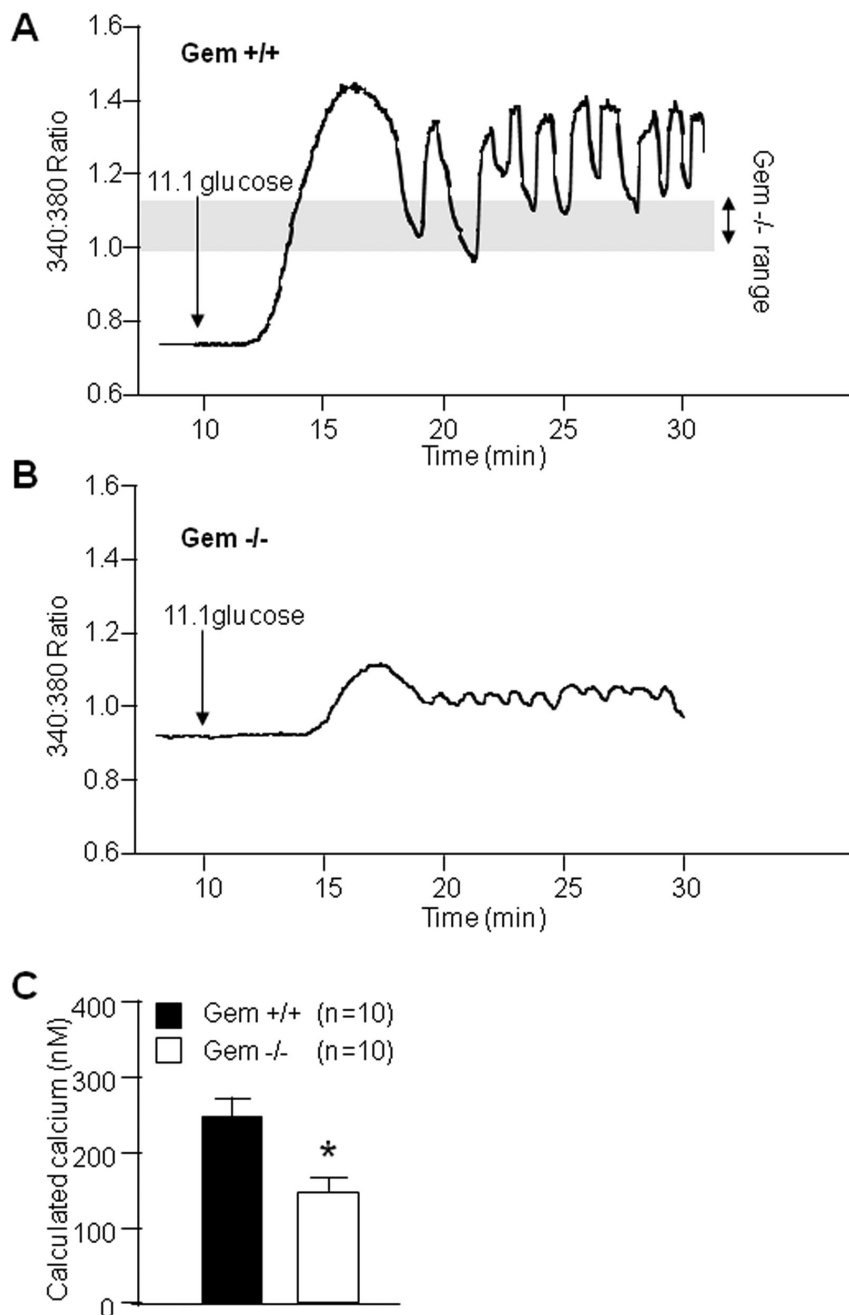 A
Gem +/+
1.6
1.4
1.2
1.0
0.8
0.6
340:380 Ratio
11.1 glucose
Gem -/- range
10 15 20 25 30
Time (min)
B
Gem -/-
1.6
1.4
1.2
1.0
0.8
0.6
340:380 Ratio
11.1glucose
10 15 20 25 30
Time (min)
C
400
300
200
100
0
Calculated calcium (nM)
Gem +/+ (n=10)
Gem -/- (n=10)
*